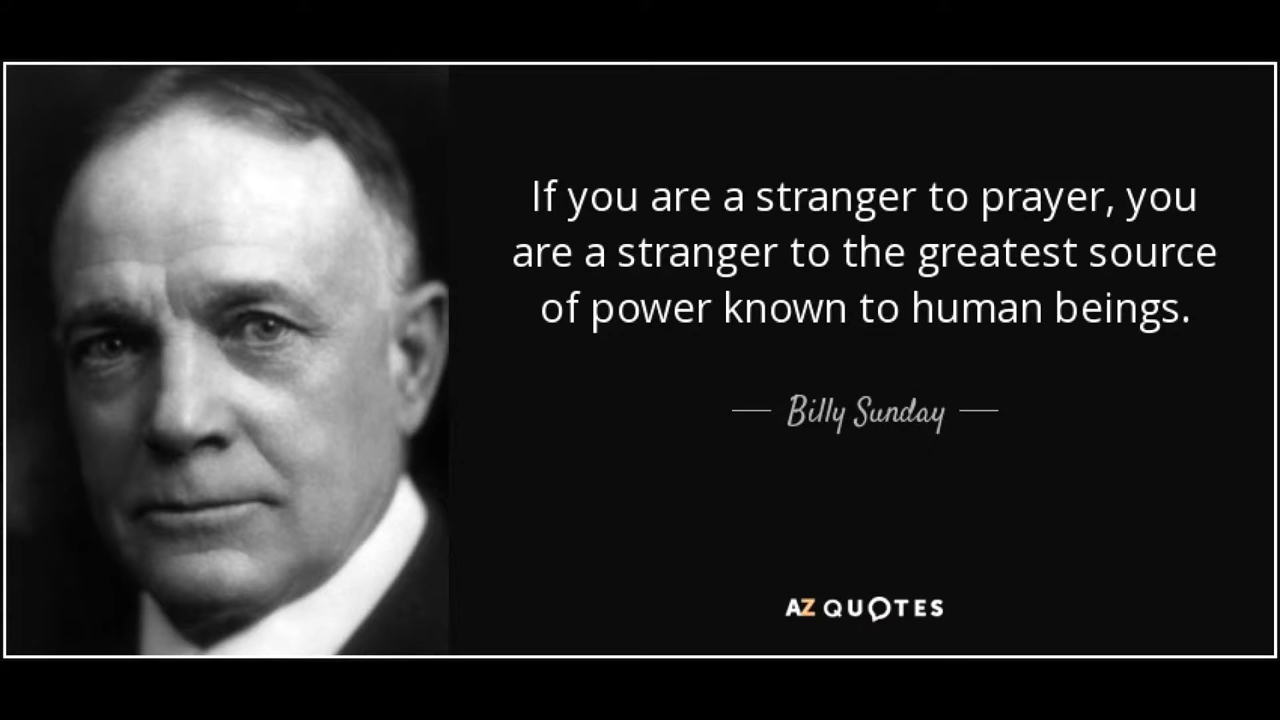 If you are a stranger to prayer, you
are a stranger to the greatest source
of power known to human beings.
Billy Sunday
AZ QUOTES